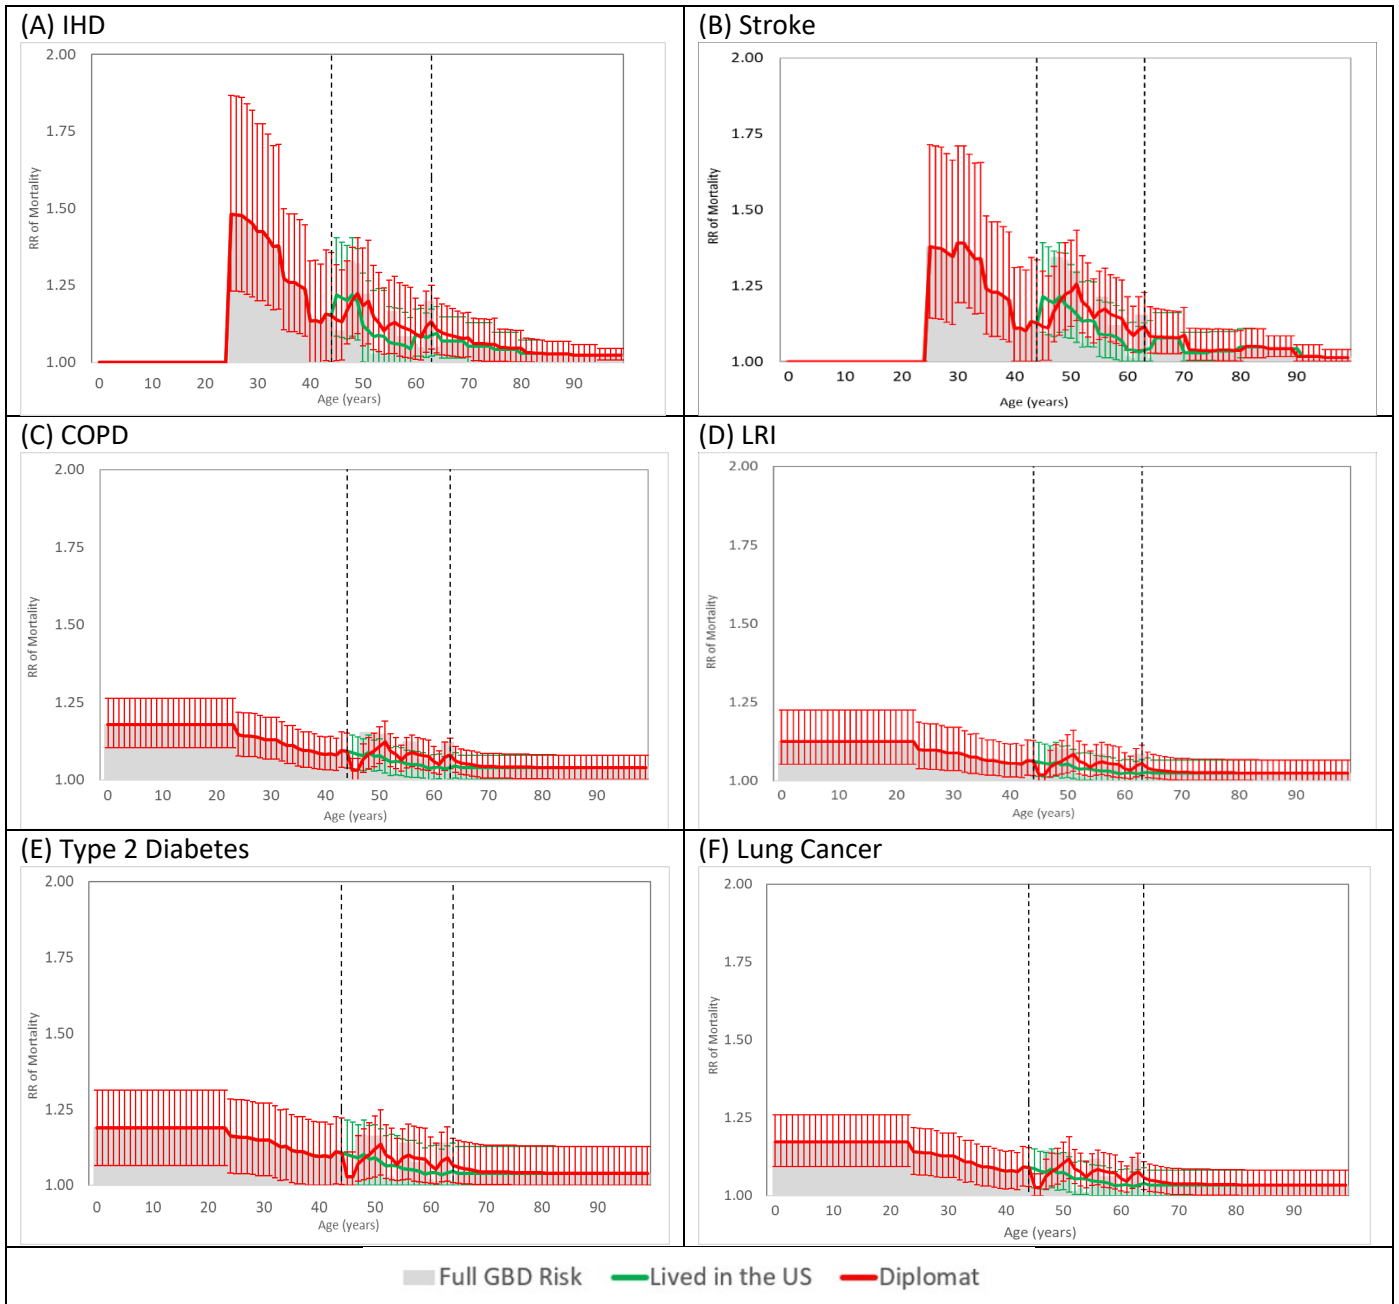 (A) IHD
2.00
1.75
1.50
1.25
1.00
RR of Mortality
0 10 20 30 40 50 60 70 80 90
Age (years)
(B) Stroke
2.00
1.75
1.50
1.25
1.00
RR of Mortality
0 10 20 30 40 50 60 70 80 90
Age (years)
(C) COPD
2.00
1.75
1.50
1.25
1.00
RR of Mortality
0 10 20 30 40 50 60 70 80 90
Age (years)
(D) LRI
2.00
1.75
1.50
1.25
1.00
RR of Mortality
0 10 20 30 40 50 60 70 80 90
Age (years)
(E) Type 2 Diabetes
2.00
1.75
1.50
1.25
1.00
RR of Mortality
0 10 20 30 40 50 60 70 80 90
Age (years)
(F) Lung Cancer
2.00
1.75
1.50
1.25
1.00
RR of Mortality
0 10 20 30 40 50 60 70 80 90
Age (years)
Full GBD Risk Lived in the US Diplomat